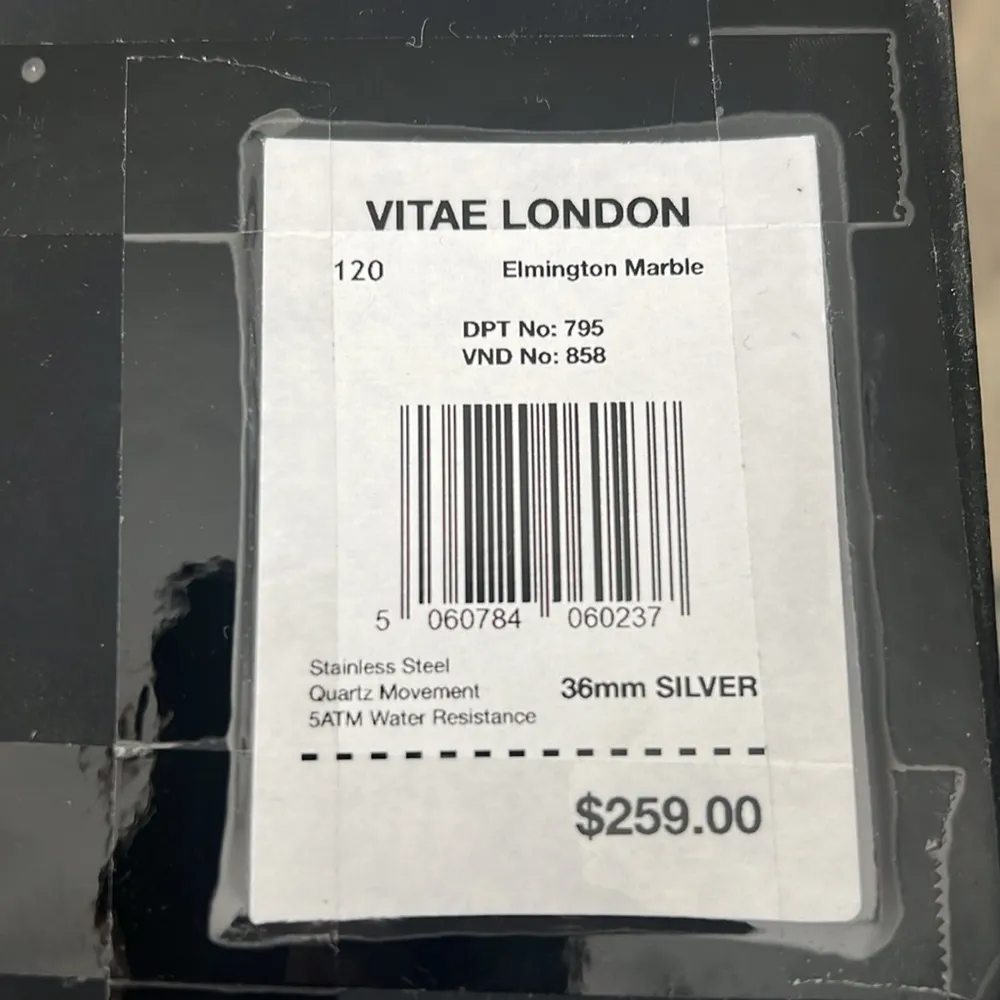 VITAE LONDON
120 Elmington Marble
DPT No: 795
VND No: 858
5 060784 060237
Stainless Steel
Quartz Movement
5ATM Water Resistance
36mm SILVER
$259.00